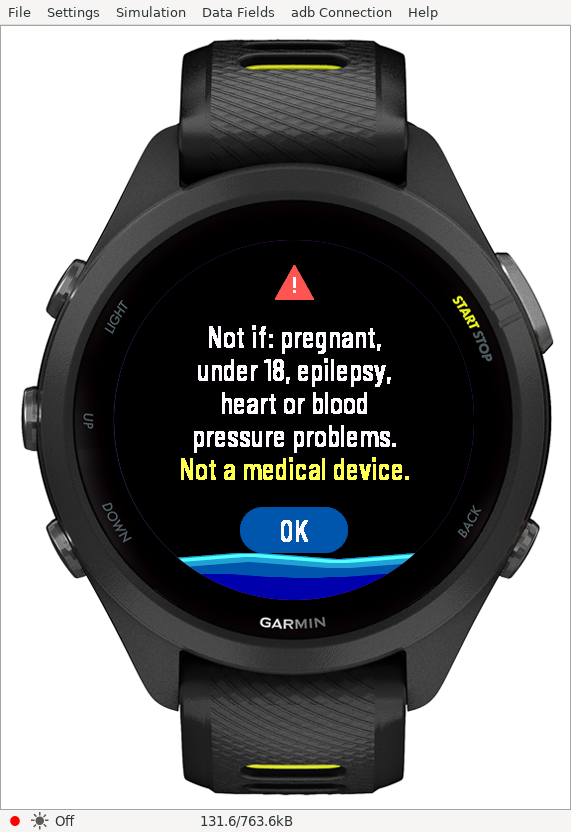 File Settings Simulation Data Fields adb Connection Help
LIGHT
START STOP
UP
DOWN
BACK
!
Not if: pregnant,
under 18, epilepsy,
heart or blood
pressure problems.
Not a medical device.
OK
GARMIN
Off 131.6/763.6kB